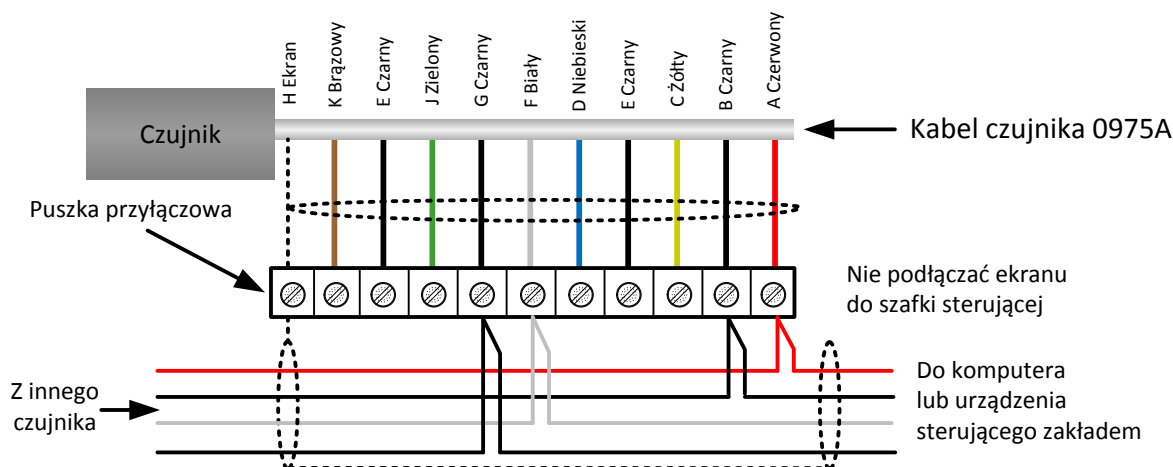 H Ekran
K Brązowy
E Czarny
J Zielony
G Czarny
F Biały
D Niebieski
E Czarny
C Żółty
B Czarny
A Czerwony
Czujnik
Kabel czujnika 0975A
Puszka przyłączowa
Nie podłączać ekranu
do szafki sterującej
Z innego
czujnika
Do komputera
lub urządzenia
sterującego zakładem